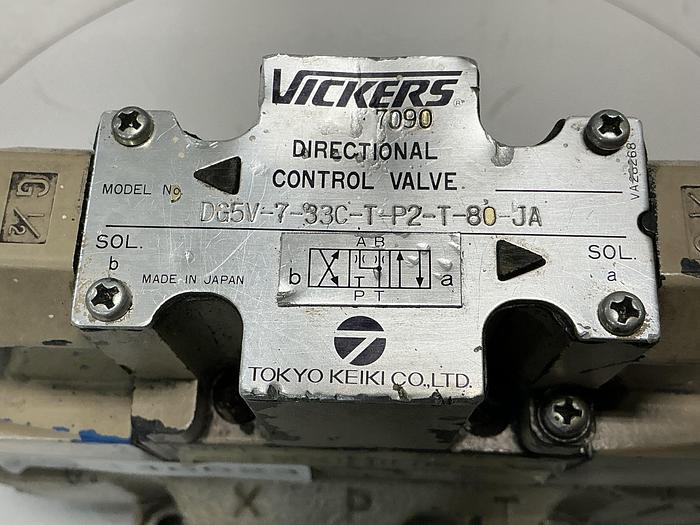 VICKERS®
7090
DIRECTIONAL
CONTROL VALVE
MODEL No.
DG5V-7-33C-T-P2-T-80-JA
VA28268
SOL.
b
SOL.
a
MADE IN JAPAN
A B
b
T
a
P T
TOKYO KEIKI CO.,LTD.
G 1/2
X P T